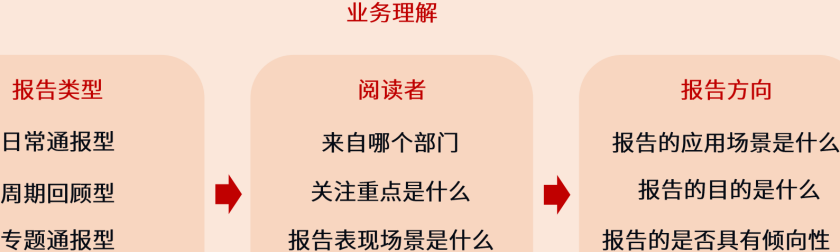 业务理解
报告类型
日常通报型
周期回顾型
专题通报型
阅读者
来自哪个部门
关注重点是什么
报告表现场景是什么
报告方向
报告的应用场景是什么
报告的目的是什么
报告的是否具有倾向性